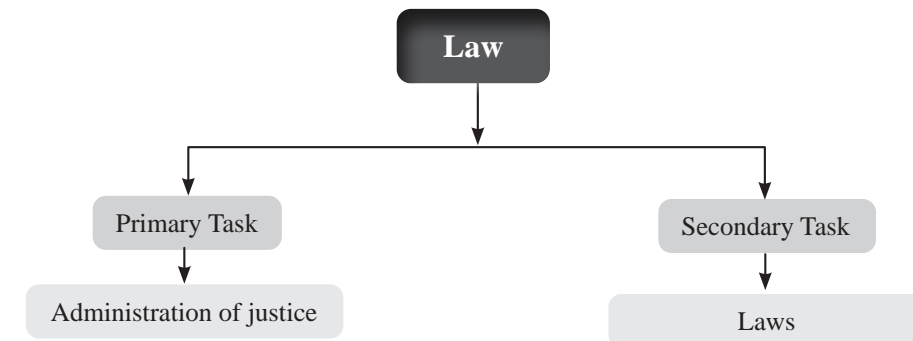 Law
Primary Task
Secondary Task
Administration of justice
Laws